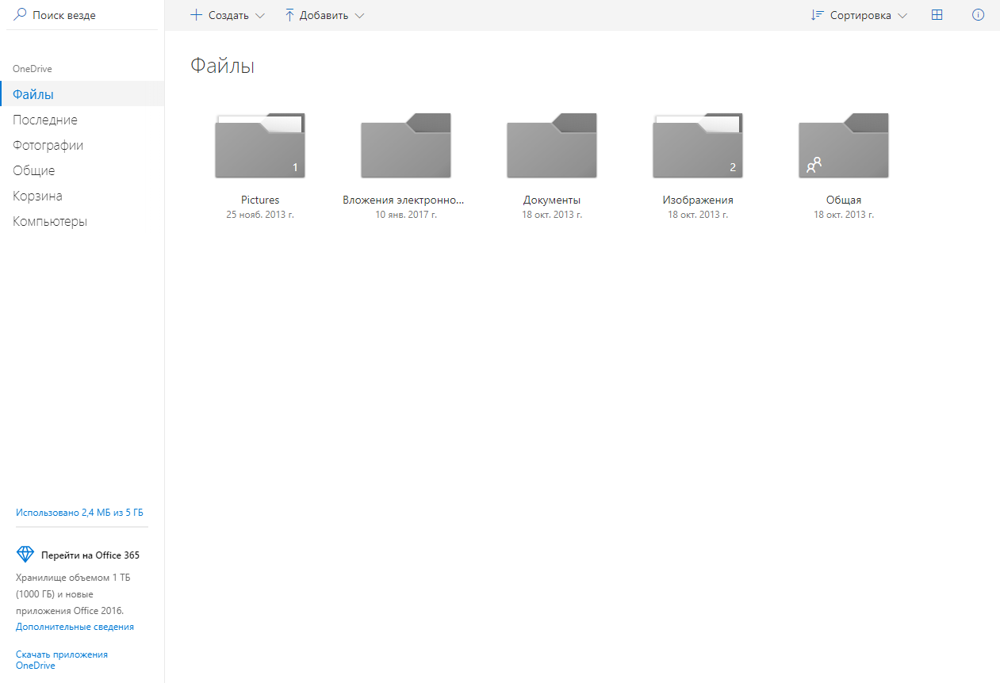 Поиск везде
Создать
Добавить
Сортировка
OneDrive
Файлы
Последние
Фотографии
Общие
Корзина
Компьютеры
Использовано 2,4 МБ из 5 ГБ
Перейти на Office 365
Хранилище объемом 1 ТБ
(1000 ГБ) и новые
приложения Office 2016.
Дополнительные сведения
Скачать приложения
OneDrive
Файлы
1
2
Pictures
Вложения электронно...
Документы
Изображения
Общая
25 нояб. 2013 г.
10 янв. 2017 г.
18 окт. 2013 г.
18 окт. 2013 г.
18 окт. 2013 г.